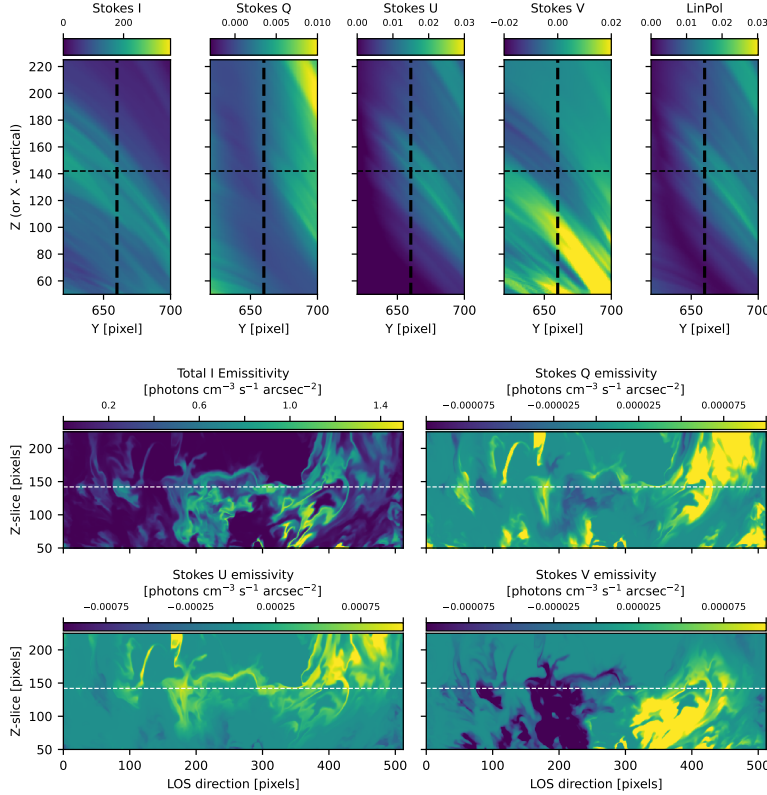 Stokes I Stokes Q Stokes U Stokes V LinPol
0 200 0.000 0.005 0.010 0.00 0.01 0.02 0.03 −0.02 0.00 0.02 0.00 0.01 0.02 0.03
220
200
180
160
140
120
100
80
60
Z (or X - vertical)
650 700 650 700 650 700 650 700 650 700
Y [pixel] Y [pixel] Y [pixel] Y [pixel] Y [pixel]
Total I Emissitivity Stokes Q emissivity
[photons cm⁻³ s⁻¹ arcsec⁻²] [photons cm⁻³ s⁻¹ arcsec⁻²]
0.2 0.6 1.0 1.4 −0.000075 −0.000025 0.000025 0.000075
200
150
100
50
Z-slice [pixels]
Stokes U emissivity Stokes V emissivity
[photons cm⁻³ s⁻¹ arcsec⁻²] [photons cm⁻³ s⁻¹ arcsec⁻²]
−0.00075 −0.00025 0.00025 0.00075 −0.000075 −0.000025 0.000025 0.000075
200
150
100
50
Z-slice [pixels]
0 100 200 300 400 500 0 100 200 300 400 500
LOS direction [pixels] LOS direction [pixels]